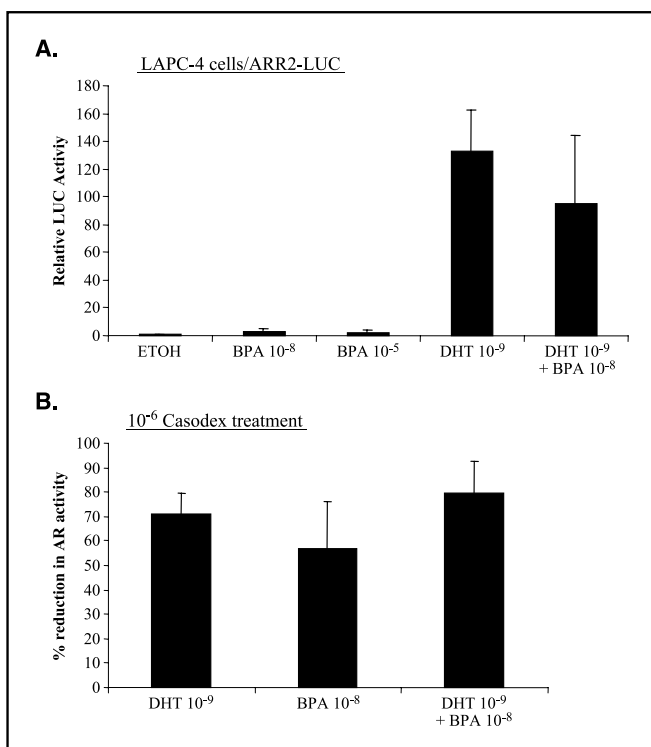 A.
LAPC-4 cells/ARR2-LUC
Relative LUC Activiy
180
160
140
120
100
80
60
40
20
0
ETOH BPA 10-8 BPA 10-5 DHT 10-9 DHT 10-9
+ BPA 10-8
B.
10-6 Casodex treatment
% reduction in AR activity
100
90
80
70
60
50
40
30
20
10
0
DHT 10-9 BPA 10-8 DHT 10-9
+ BPA 10-8